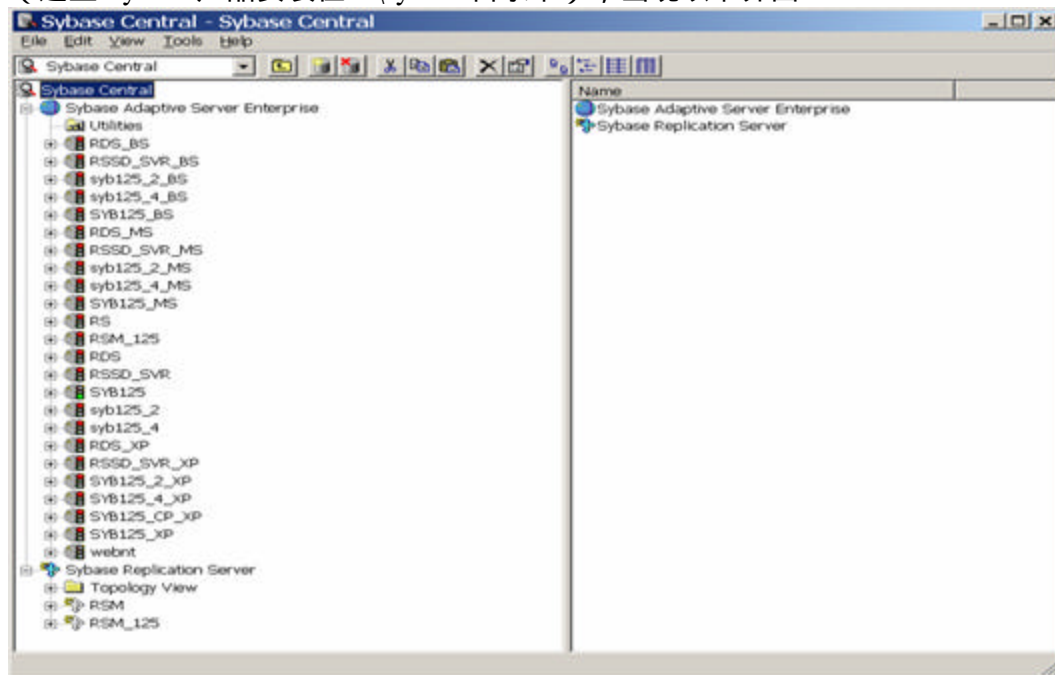 Sybase Central - Sybase Central
File Edit View Tools Help
Sybase Central
Sybase Central
Sybase Adaptive Server Enterprise
Utilities
RDS_BS
RSSD_SVR_BS
syb125_2_BS
syb125_4_BS
SYB125_BS
RDS_MS
RSSD_SVR_MS
syb125_2_MS
syb125_4_MS
SYB125_MS
RS
RSM_125
RDS
RSSD_SVR
SYB125
syb125_2
syb125_4
RDS_XP
RSSD_SVR_XP
SYB125_2_XP
SYB125_4_XP
SYB125_CP_XP
SYB125_XP
webnt
Sybase Replication Server
Topology View
RSM
RSM_125
Name
Sybase Adaptive Server Enterprise
Sybase Replication Server